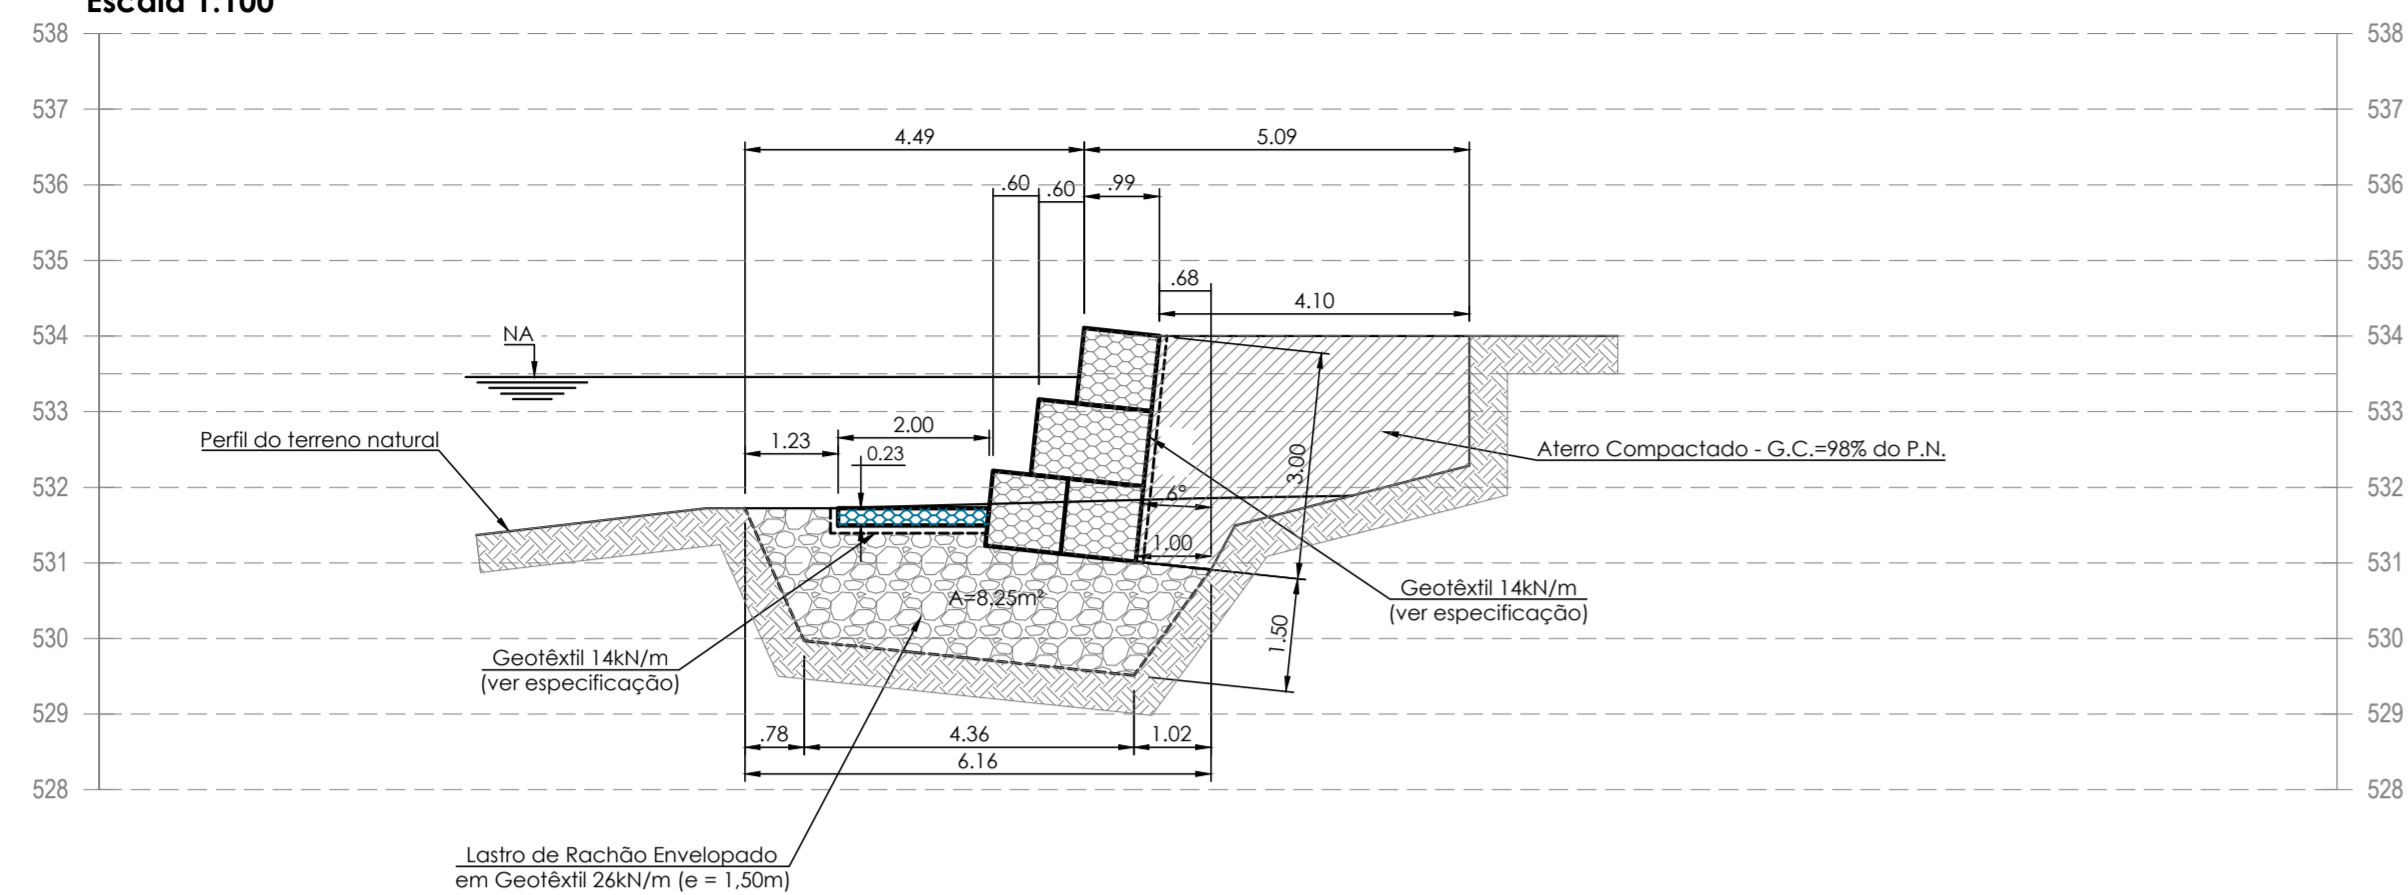 Escala 1:100
538 538
537 537
4.49 5.09
536 536
.60 .60 .99
535 535
.68
4.10
NA
534 534
533 533
Perfil do terreno natural
2.00
1.23
0.23
Aterro Compactado - G.C.=98% do P.N.
3.00
532 532
6°
1.00
531 531
Geotêxtil 14kN/m
(ver especificação)
A=8.25m²
1.50
530 530
Geotêxtil 14kN/m
(ver especificação)
529 529
.78 4.36 1.02
6.16
528 528
Lastro de Rachão Envelopado
em Geotêxtil 26kN/m (e = 1,50m)